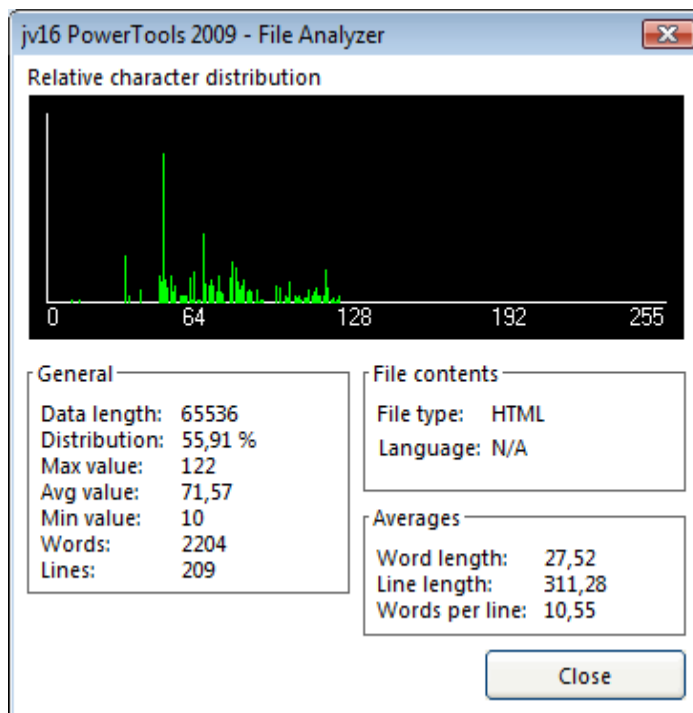 jv16 PowerTools 2009 - File Analyzer
Relative character distribution
0 64 128 192 255
General
Data length: 65536
Distribution: 55,91 %
Max value: 122
Avg value: 71,57
Min value: 10
Words: 2204
Lines: 209
File contents
File type: HTML
Language: N/A
Averages
Word length: 27,52
Line length: 311,28
Words per line: 10,55
Close